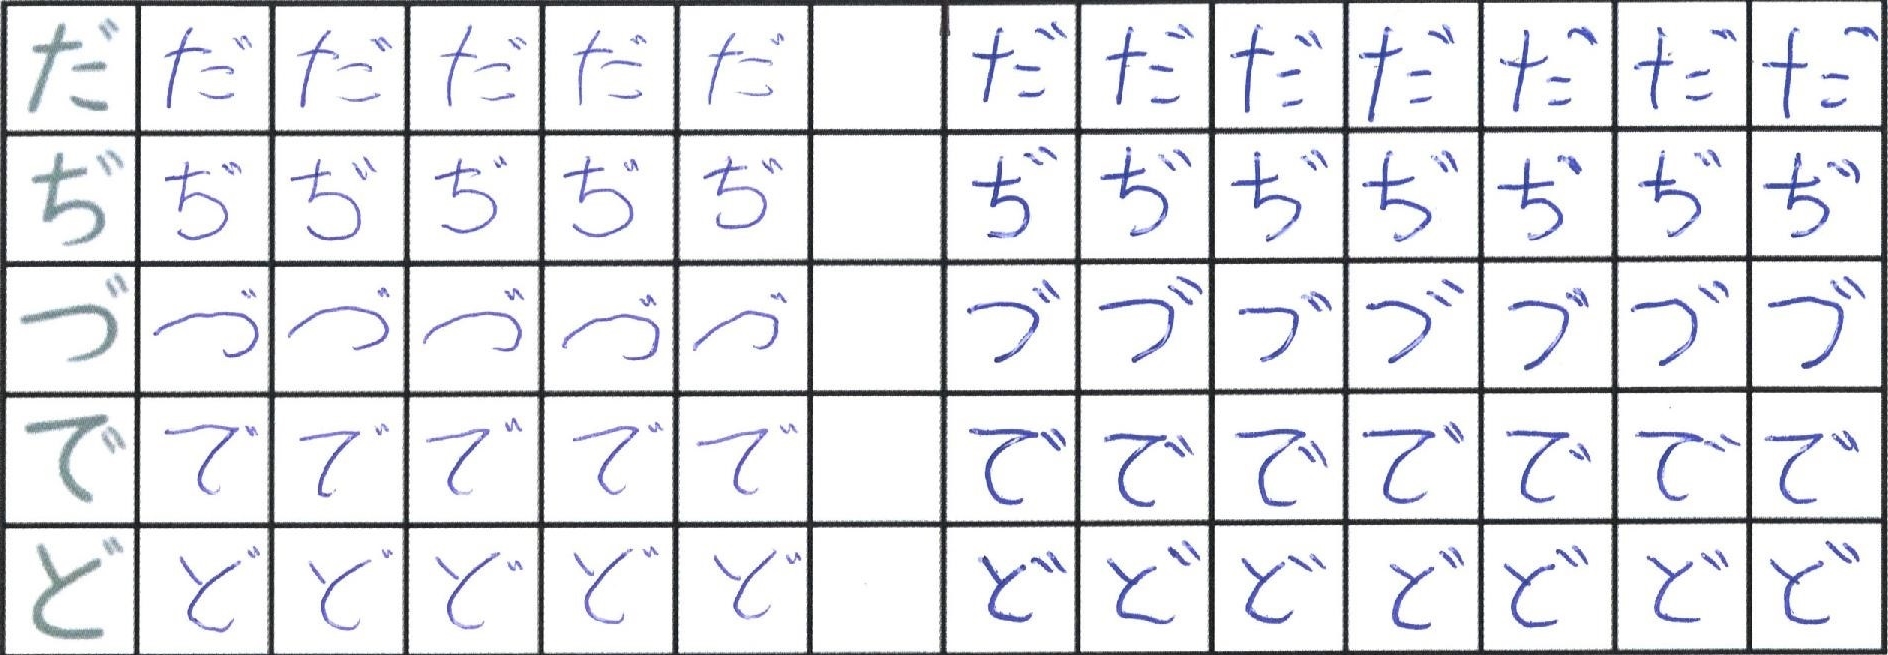 だ だ だ だ だ だ だ だ だ だ だ だ だ
ぢ ぢ ぢ ぢ ぢ ぢ ぢ ぢ ぢ ぢ ぢ ぢ ぢ
づ づ づ づ づ づ づ づ づ づ づ づ づ
で で で で で で で で で で で で で
ど ど ど ど ど ど ど ど ど ど ど ど ど